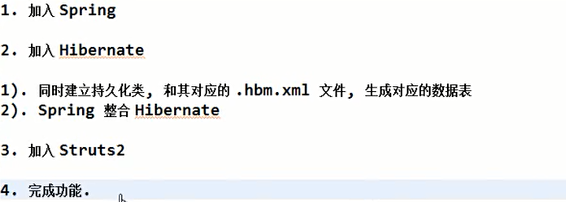 1. 加入 Spring
2. 加入 Hibernate
1). 同时建立持久化类, 和其对应的 .hbm.xml 文件, 生成对应的数据表
2). Spring 整合 Hibernate
3. 加入 Struts2
4. 完成功能.